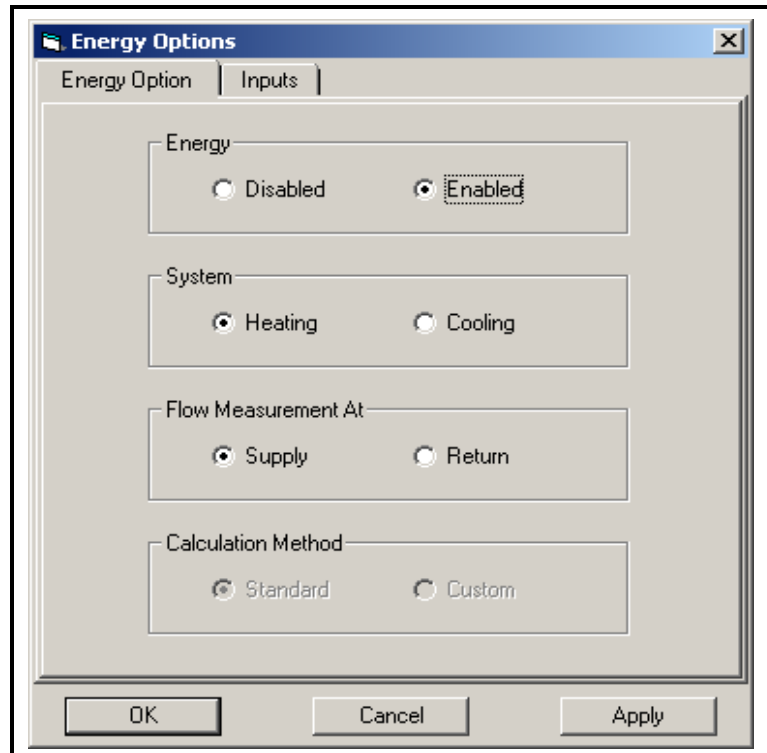 Energy Options
Energy Option Inputs
Energy
Disabled Enabled
System
Heating Cooling
Flow Measurement At
Supply Return
Calculation Method
Standard Custom
OK Cancel Apply